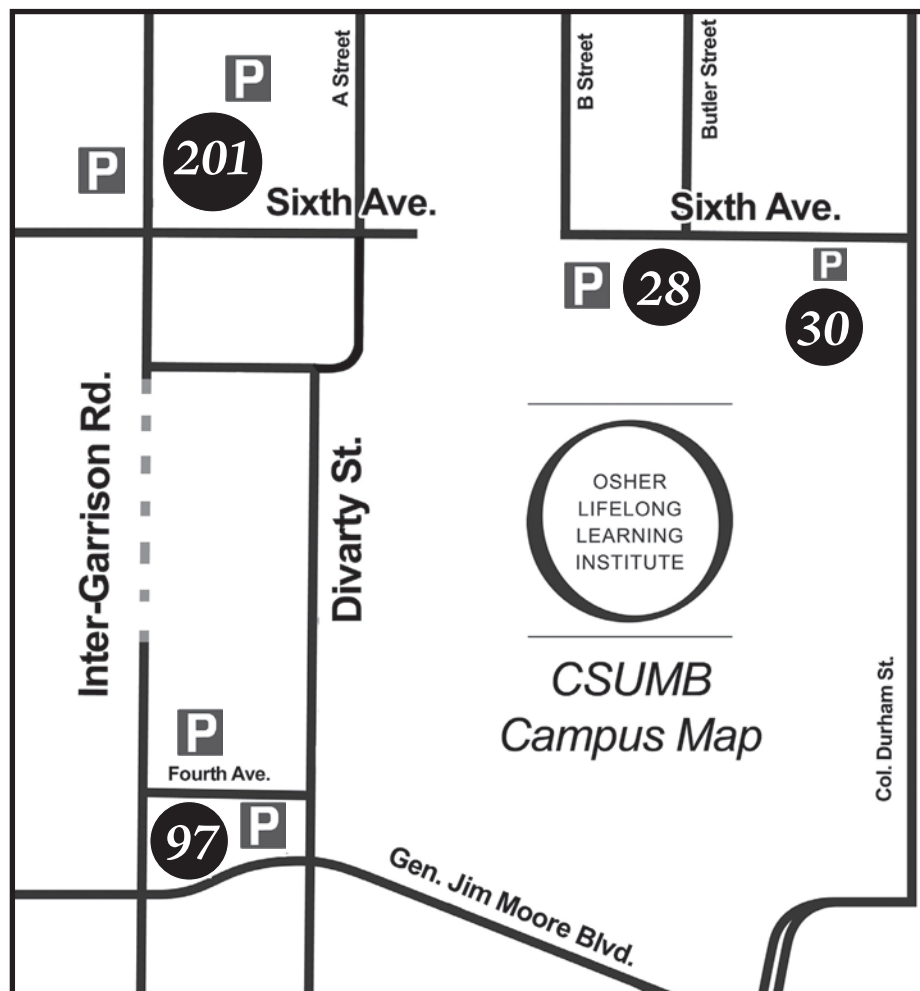 A Street
B Street
Butler Street
P
P
201
Sixth Ave.
Sixth Ave.
P
28
P
30
Inter-Garrison Rd.
Divarty St.
OSHER
LIFELONG
LEARNING
INSTITUTE
CSUMB
Campus Map
Col. Durham St.
P
Fourth Ave.
97
P
Gen. Jim Moore Blvd.